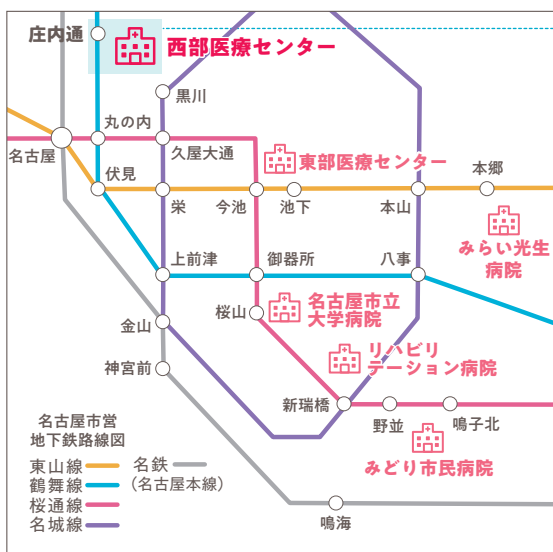 庄内通
西部医療センター
黒川
丸の内
名古屋
久屋大通
東部医療センター
伏見
本郷
栄
今池
池下
本山
みらい光生
病院
上前津
御器所
八事
桜山
名古屋市立
大学病院
金山
リハビリ
テーション病院
神宮前
新瑞橋
野並
鳴子北
みどり市民病院
名古屋市営
地下鉄路線図
東山線
鶴舞線
桜通線
名城線
名鉄
(名古屋本線)
鳴海